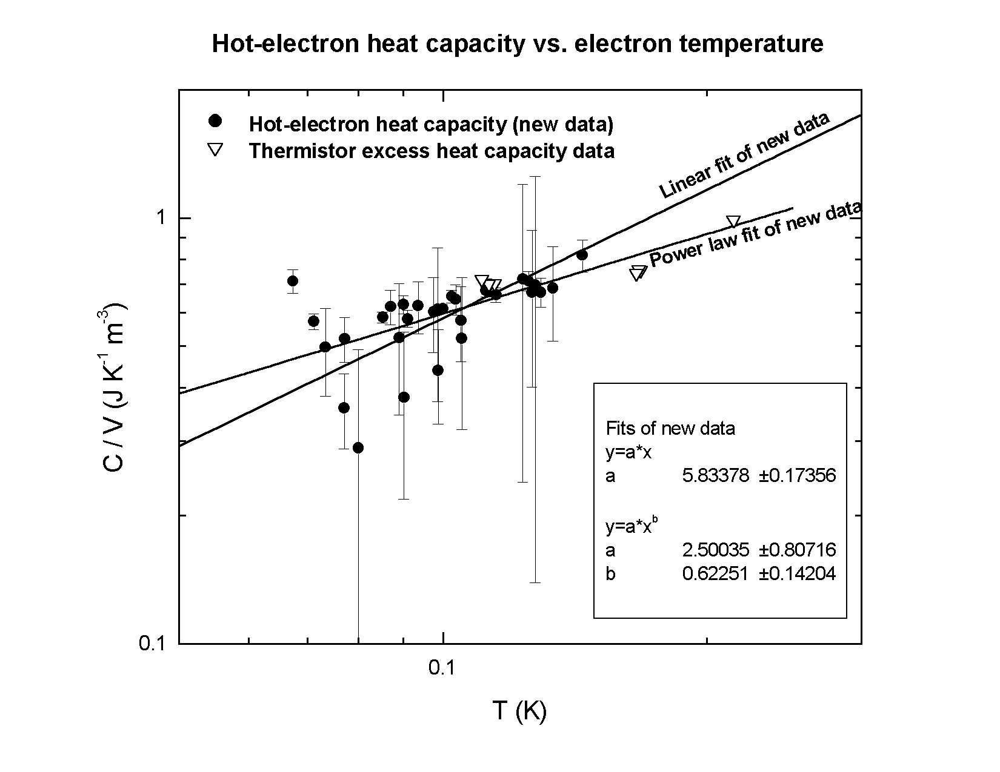 Hot-electron heat capacity vs. electron temperature
Hot-electron heat capacity (new data)
Thermistor excess heat capacity data
Linear fit of new data
Power law fit of new data
1
0.1
C / V (J K⁻¹ m⁻³)
Fits of new data
y=a*x
a 5.83378 ±0.17356
y=a*xᵇ
a 2.50035 ±0.80716
b 0.62251 ±0.14204
0.1
T (K)